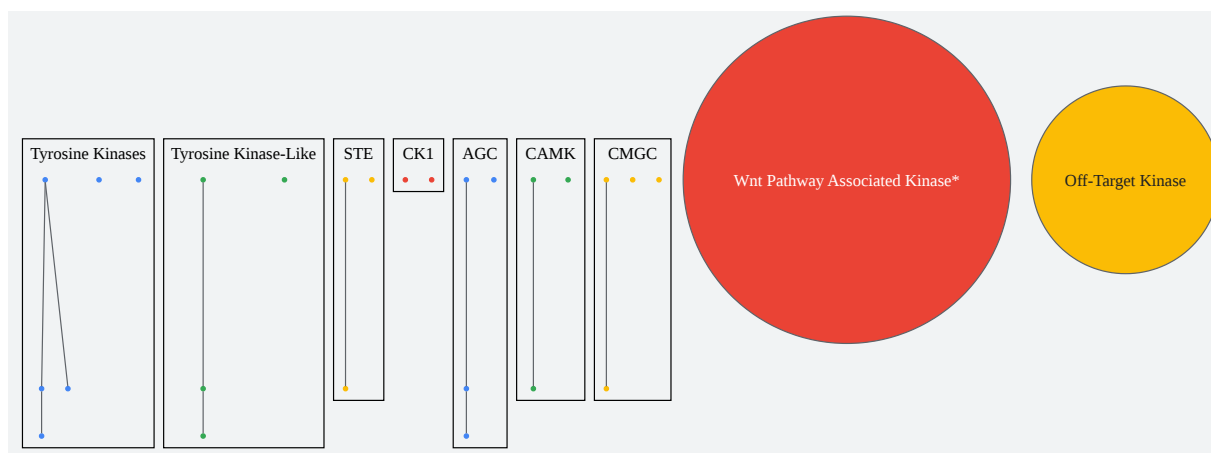 Tyrosine Kinases
Tyrosine Kinase-Like
STE
CK1
AGC
CAMK
CMGC
Wnt Pathway Associated Kinase*
Off-Target Kinase